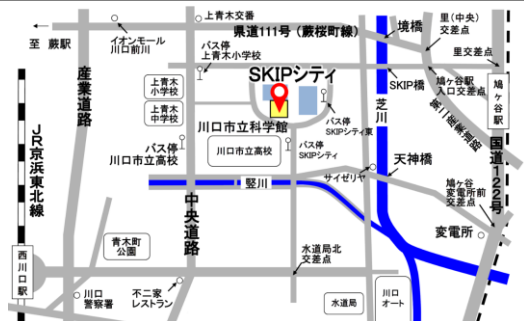 上青木交番
県道111号（蕨桜町線）
境橋
里（中央）
交差点
至 蕨駅
イオンモール
川口前川
バス停
上青木小学校
里交差点
SKIPシティ
SKIP橋
鳩ヶ谷駅
入口交差点
鳩ヶ谷駅
産業道路
上青木
小学校
上青木
中学校
芝川
第二産業道路
バス停
SKIPシティ東
川口市立科学館
JR京浜東北線
バス停
川口市立高校
川口市立高校
バス停
SKIPシティ
サイゼリヤ
天神橋
国道122号
竪川
中央道路
鳩ヶ谷
変電所前
交差点
変電所
青木町
公園
水道局北
交差点
西川口駅
川口
警察署
不二家
レストラン
水道局
川口
オート